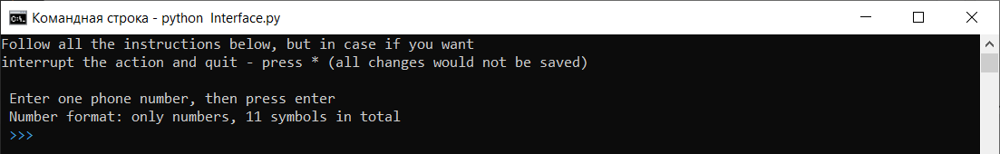 Командная строка - python Interface.py
Follow all the instructions below, but in case if you want
interrupt the action and quit - press * (all changes would not be saved)
Enter one phone number, then press enter
Number format: only numbers, 11 symbols in total
>>>